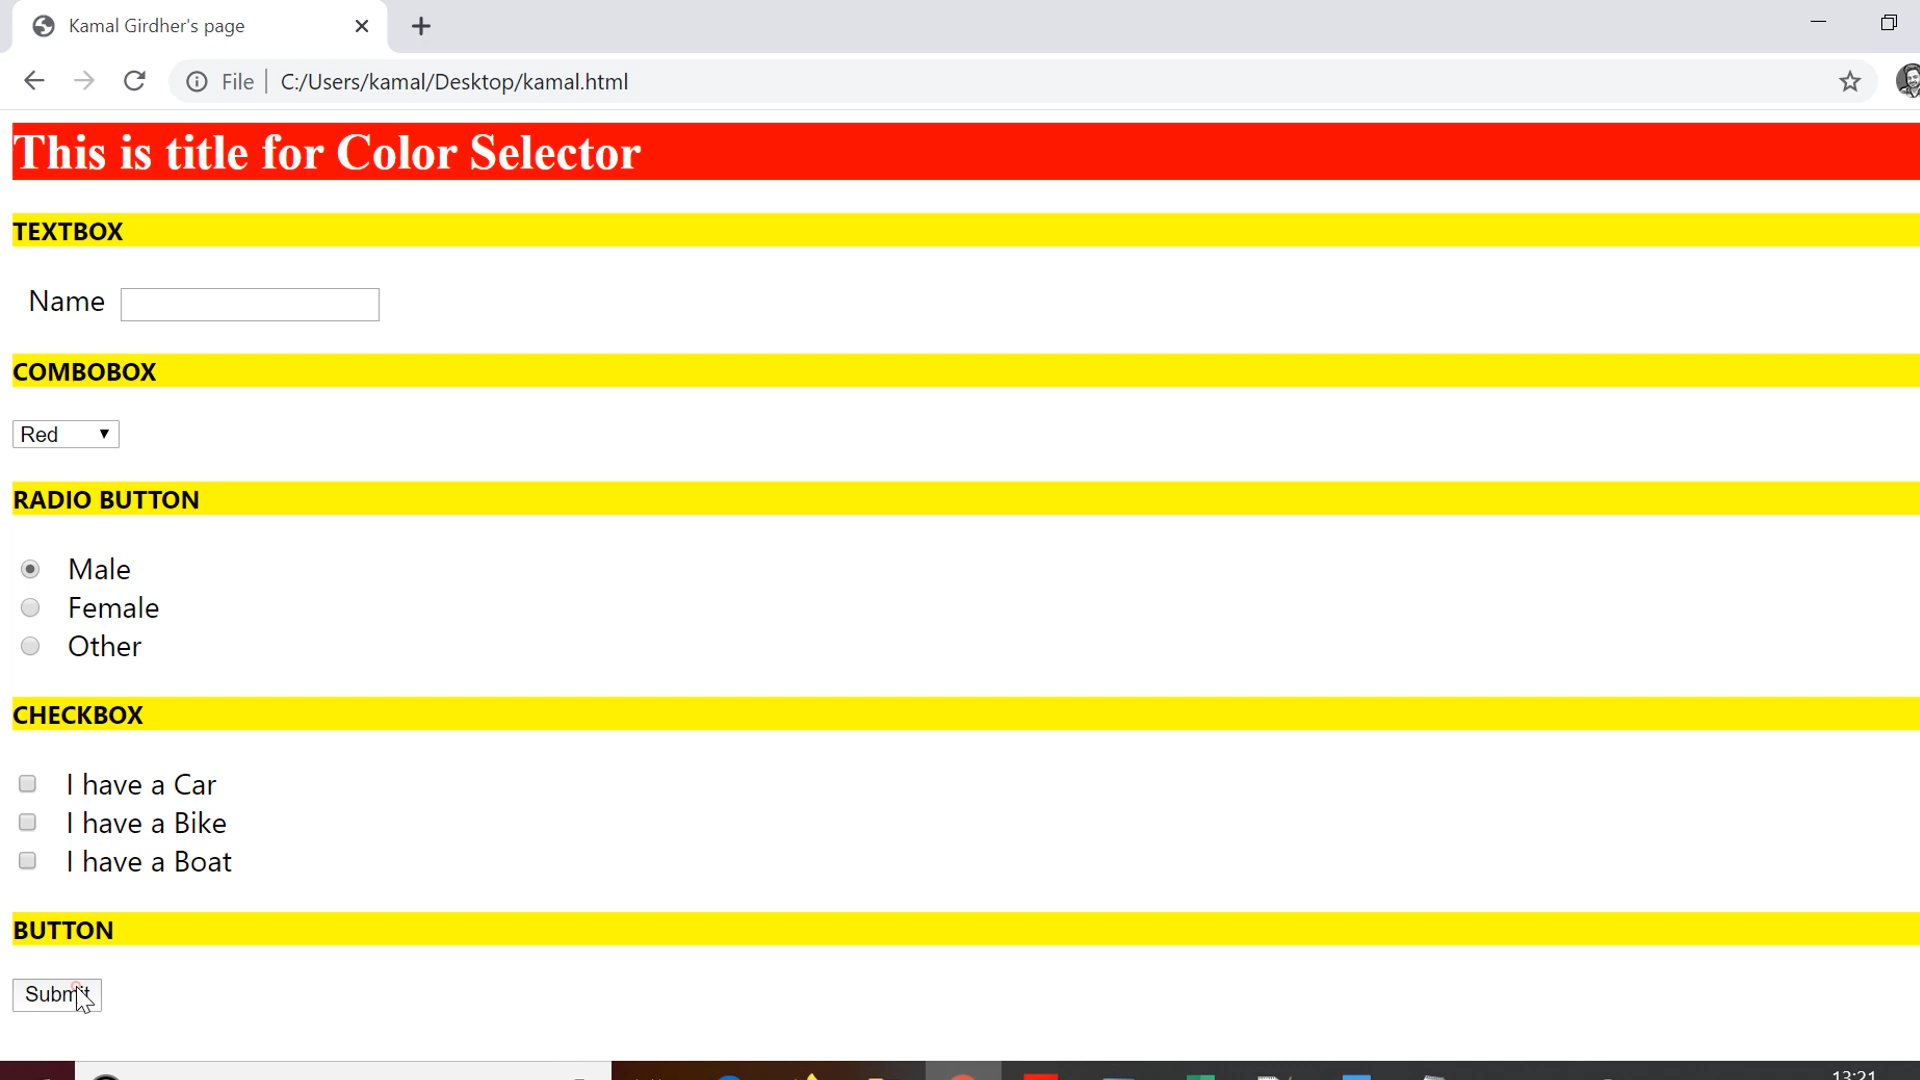 Kamal Girdher's page
File C:/Users/kamal/Desktop/kamal.html
This is title for Color Selector
TEXTBOX
Name
COMBOBOX
Red
RADIO BUTTON
Male
Female
Other
CHECKBOX
I have a Car
I have a Bike
I have a Boat
BUTTON
Submit
13:21